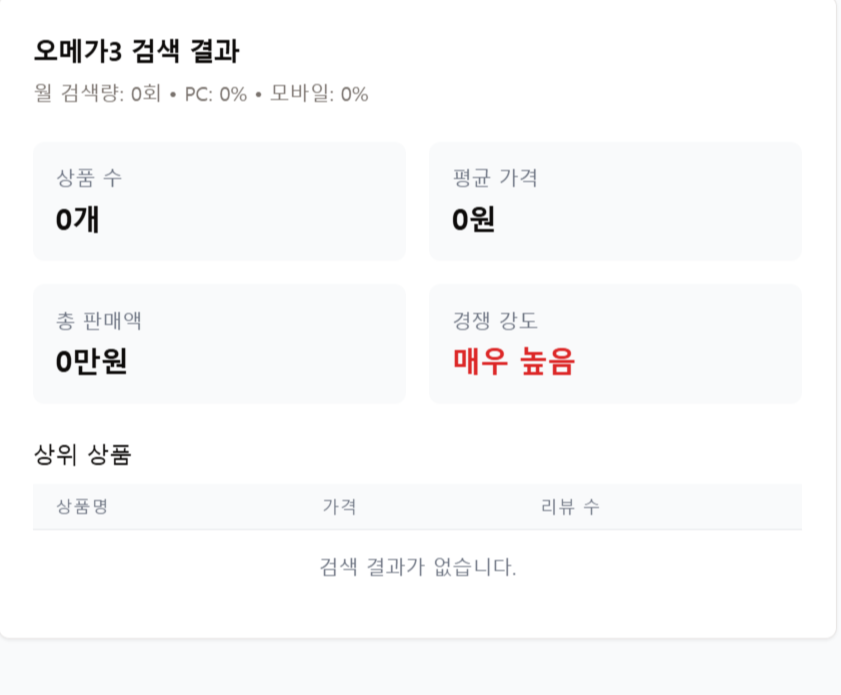 오메가3 검색 결과
월 검색량: 0회 • PC: 0% • 모바일: 0%
상품 수
0개
평균 가격
0원
총 판매액
0만원
경쟁 강도
매우 높음
상위 상품
상품명 가격 리뷰 수
검색 결과가 없습니다.